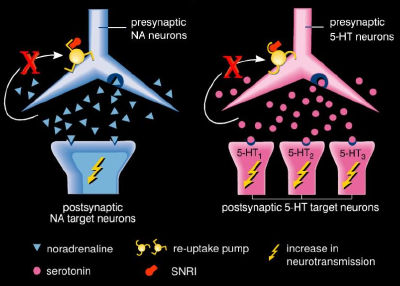 presynaptic
NA neurons
presynaptic
5-HT neurons
X
X
5-HT1
5-HT2
5-HT3
postsynaptic
NA target neurons
postsynaptic 5-HT target neurons
noradrenaline
re-uptake pump
increase in
neurotransmission
serotonin
SNRI